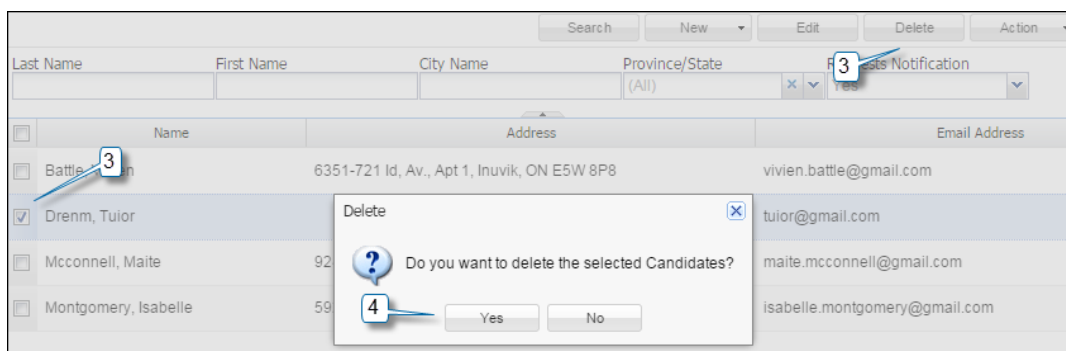 Search New Edit Delete Action
Last Name First Name City Name Province/State 3 Notification
(All) Yes
Name Address Email Address
3
6351-721 Id, Av., Apt 1, Inuvik, ON E5W 8P8 vivien.battle@gmail.com
Drenm, Tuior Delete tuior@gmail.com
Mcconnell, Maite 92 Do you want to delete the selected Candidates? maite.mcconnell@gmail.com
Montgomery, Isabelle 59 4 Yes No isabelle.montgomery@gmail.com